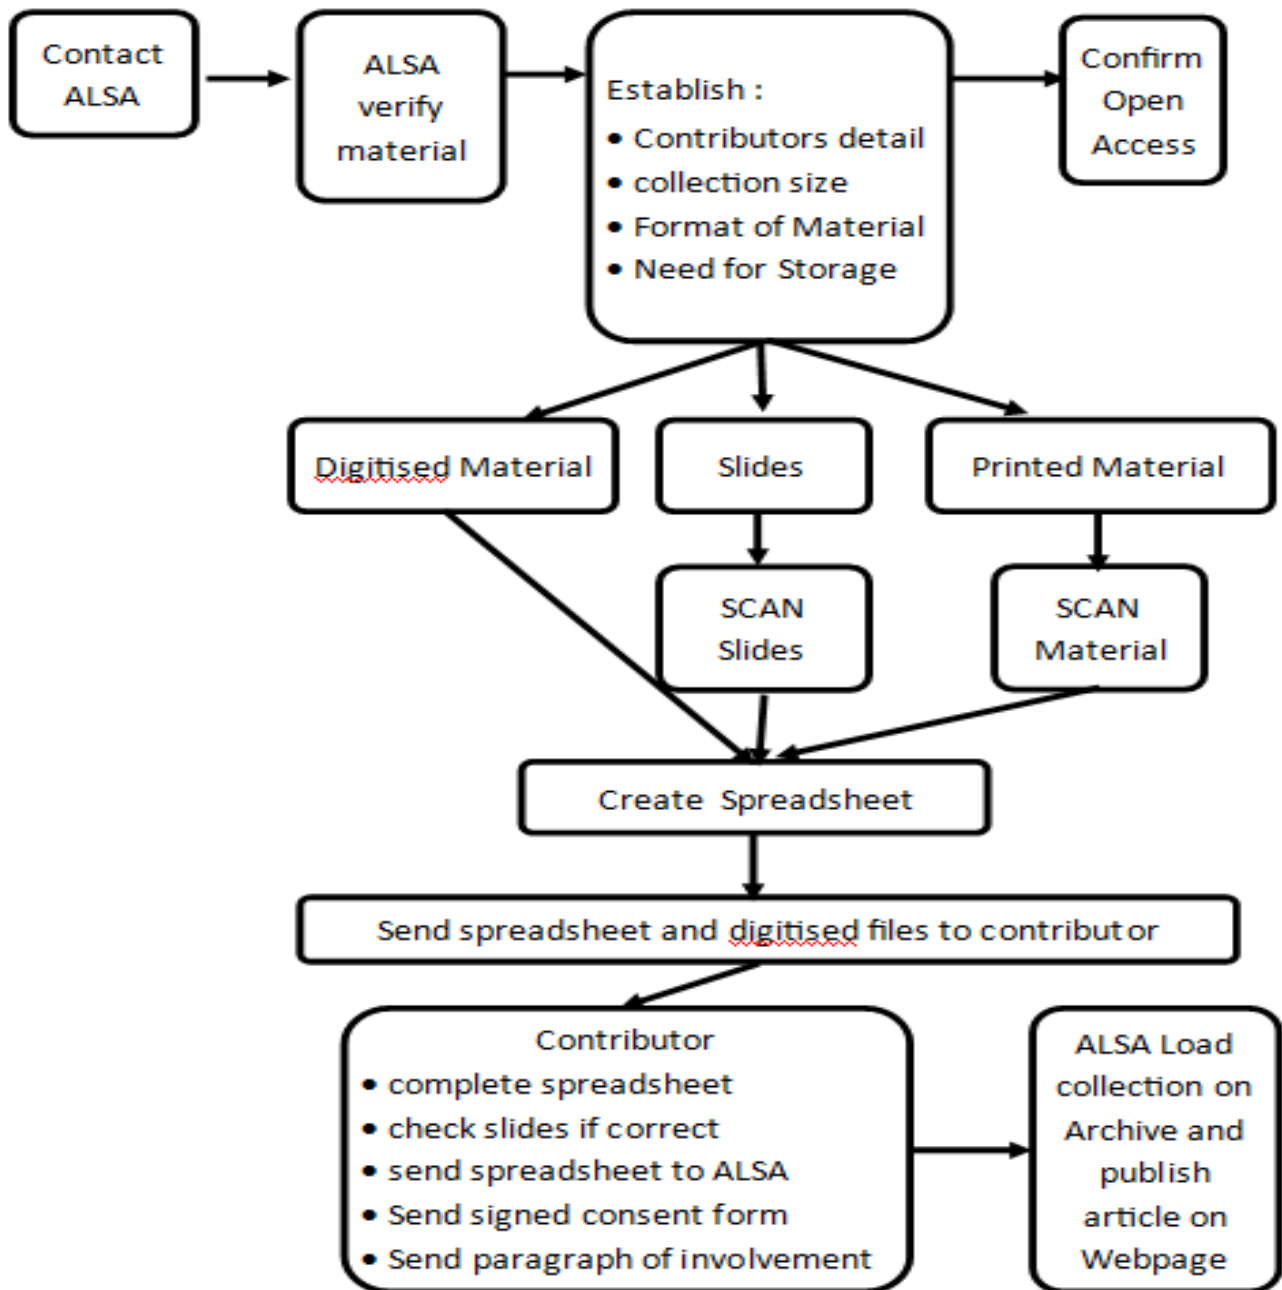 Contact
ALSA
ALSA
verify
material
Establish :
• Contributors detail
• collection size
• Format of Material
• Need for Storage
Confirm
Open
Access
Digitised Material
Slides
Printed Material
SCAN
Slides
SCAN
Material
Create Spreadsheet
Send spreadsheet and digitised files to contributor
Contributor
• complete spreadsheet
• check slides if correct
• send spreadsheet to ALSA
• Send signed consent form
• Send paragraph of involvement
ALSA Load
collection on
Archive and
publish
article on
Webpage